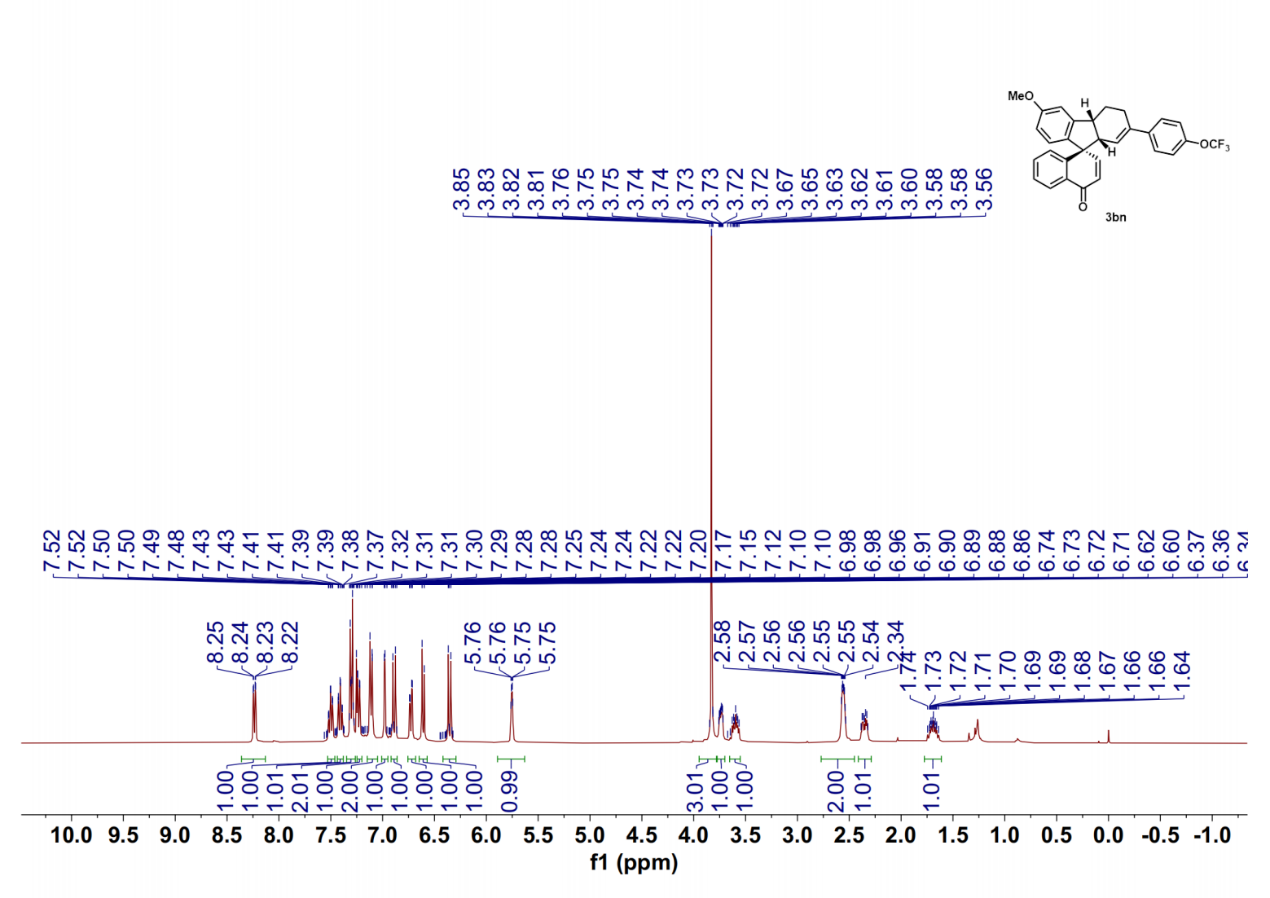 MeO
H
H
OCF3
O
3bn
3.85 3.83 3.82 3.81 3.76 3.75 3.75 3.74 3.74 3.73 3.73 3.72 3.72 3.67 3.65 3.63 3.62 3.61 3.60 3.58 3.58 3.56
7.52 7.52 7.50 7.50 7.49 7.48 7.43 7.43 7.41 7.41 7.39 7.39 7.38 7.37 7.32 7.31 7.31 7.30 7.29 7.28 7.28 7.25 7.24 7.24 7.22 7.22 7.20 7.17 7.15 7.12 7.10 7.10 6.98 6.98 6.96 6.91 6.90 6.89 6.88 6.86 6.74 6.73 6.72 6.71 6.62 6.60 6.37 6.36 6.34
8.25 8.24 8.23 8.22
5.76 5.76 5.75 5.75
2.58 2.57 2.56 2.56 2.55 2.55 2.54 2.34
1.74 1.73 1.72 1.71 1.70 1.69 1.69 1.68 1.67 1.66 1.66 1.64
1.00 1.00 1.01 2.01 1.00 2.00 1.00 1.00 1.00 1.00 1.00 0.99 3.01 1.00 1.00 2.00 1.01 1.01
10.0 9.5 9.0 8.5 8.0 7.5 7.0 6.5 6.0 5.5 5.0 4.5 4.0 3.5 3.0 2.5 2.0 1.5 1.0 0.5 0.0 -0.5 -1.0
f1 (ppm)